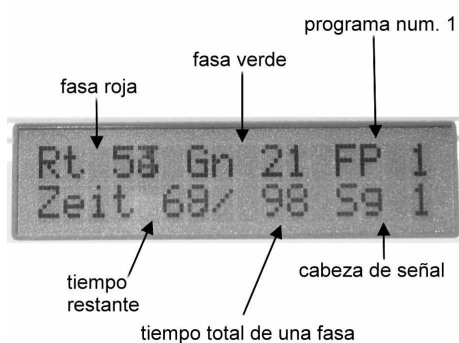 programa num. 1
fasa verde
fasa roja
Rt Gn 21 FP 1
Zeit / 98 Sg 1
tiempo
restante
cabeza de señal
tiempo total de una fasa